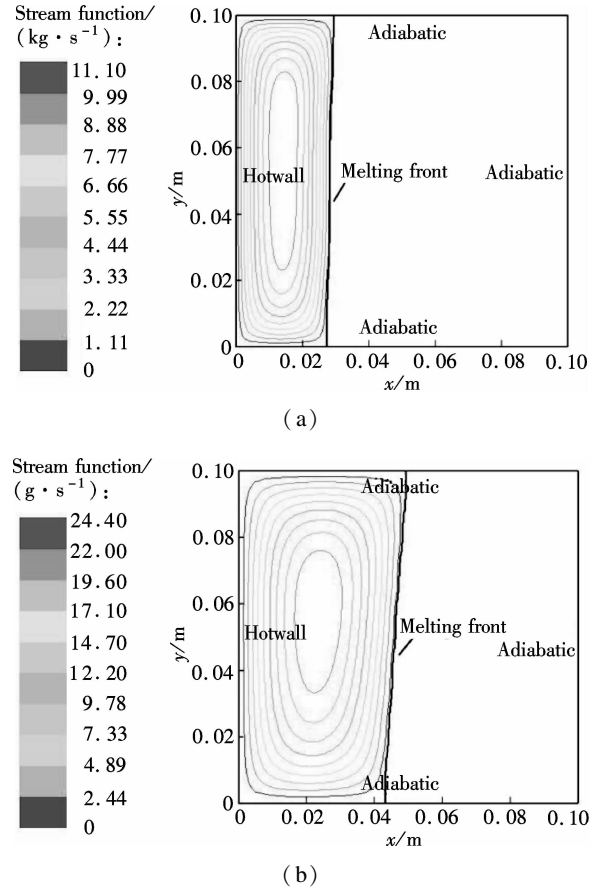 Stream function/
(kg·s⁻¹):
11.10
9.99
8.88
7.77
6.66
5.55
4.44
3.33
2.22
1.11
0
0.10
0.08
0.06
0.04
0.02
0
y/m
Adiabatic
Hotwall
Melting front
Adiabatic
Adiabatic
0 0.02 0.04 0.06 0.08 0.10
x/m
(a)
Stream function/
(g·s⁻¹):
24.40
22.00
19.60
17.10
14.70
12.20
9.78
7.33
4.89
2.44
0
0.10
0.08
0.06
0.04
0.02
0
y/m
Adiabatic
Hotwall
Melting front
Adiabatic
Adiabatic
0 0.02 0.04 0.06 0.08 0.10
x/m
(b)